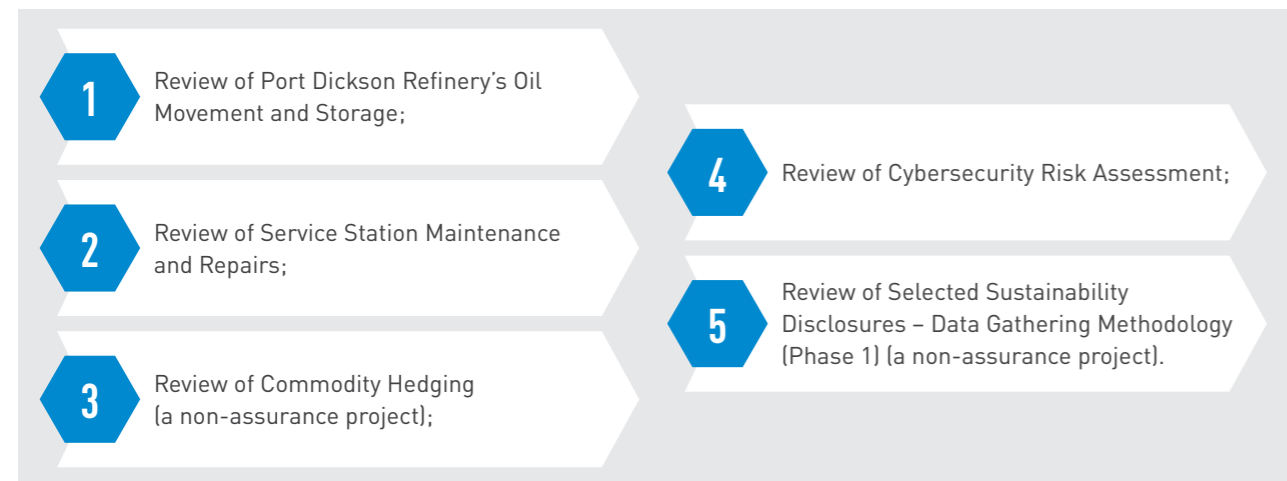 1
Review of Port Dickson Refinery’s Oil
Movement and Storage;
2
Review of Service Station Maintenance
and Repairs;
3
Review of Commodity Hedging
(a non-assurance project);
4
Review of Cybersecurity Risk Assessment;
5
Review of Selected Sustainability
Disclosures – Data Gathering Methodology
(Phase 1) (a non-assurance project).